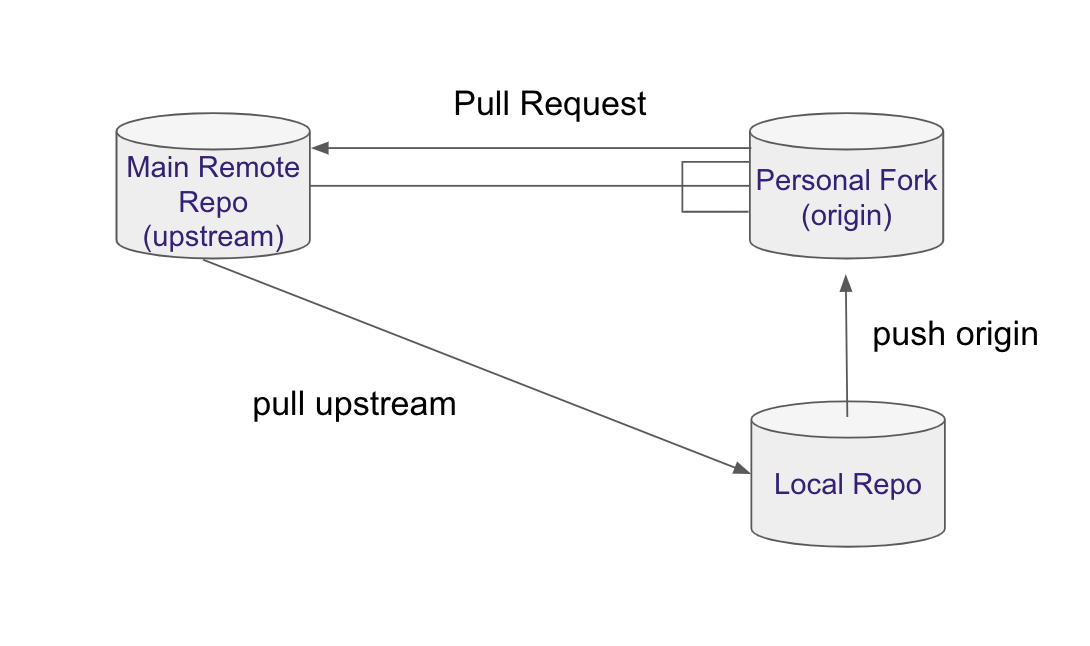 Pull Request
Main Remote
Repo
(upstream)
Personal Fork
(origin)
push origin
pull upstream
Local Repo